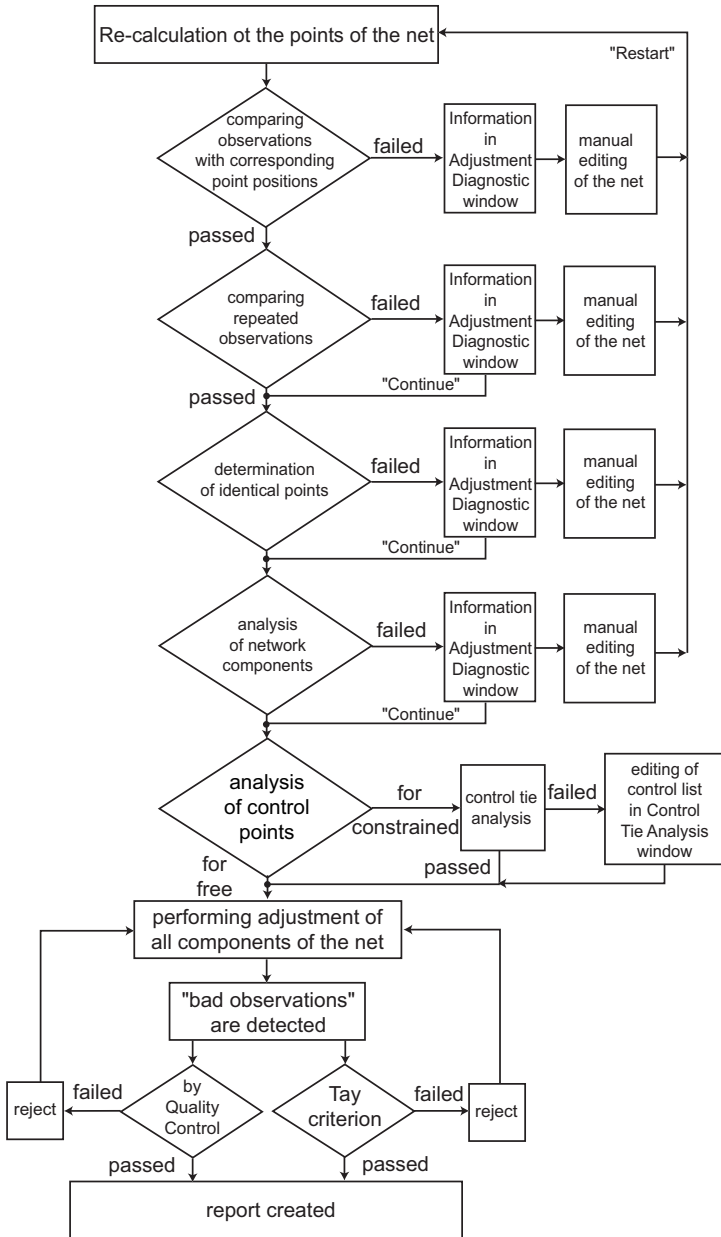 Re-calculation ot the points of the net
"Restart"
comparing
observations
with corresponding
point positions
failed
Information
in
Adjustment
Diagnostic
window
manual
editing
of the net
passed
comparing
repeated
observations
failed
Information
in
Adjustment
Diagnostic
window
manual
editing
of the net
"Continue"
passed
determination
of identical points
failed
Information
in
Adjustment
Diagnostic
window
manual
editing
of the net
"Continue"
analysis
of network
components
failed
Information
in
Adjustment
Diagnostic
window
manual
editing
of the net
"Continue"
analysis
of control
points
for
constrained
control tie
analysis
failed
editing of
control list
in Control
Tie Analysis
window
passed
for
free
performing adjustment of
all components of the net
"bad observations"
are detected
by
Quality
Control
failed
reject
Tay
criterion
failed
reject
passed
passed
report created